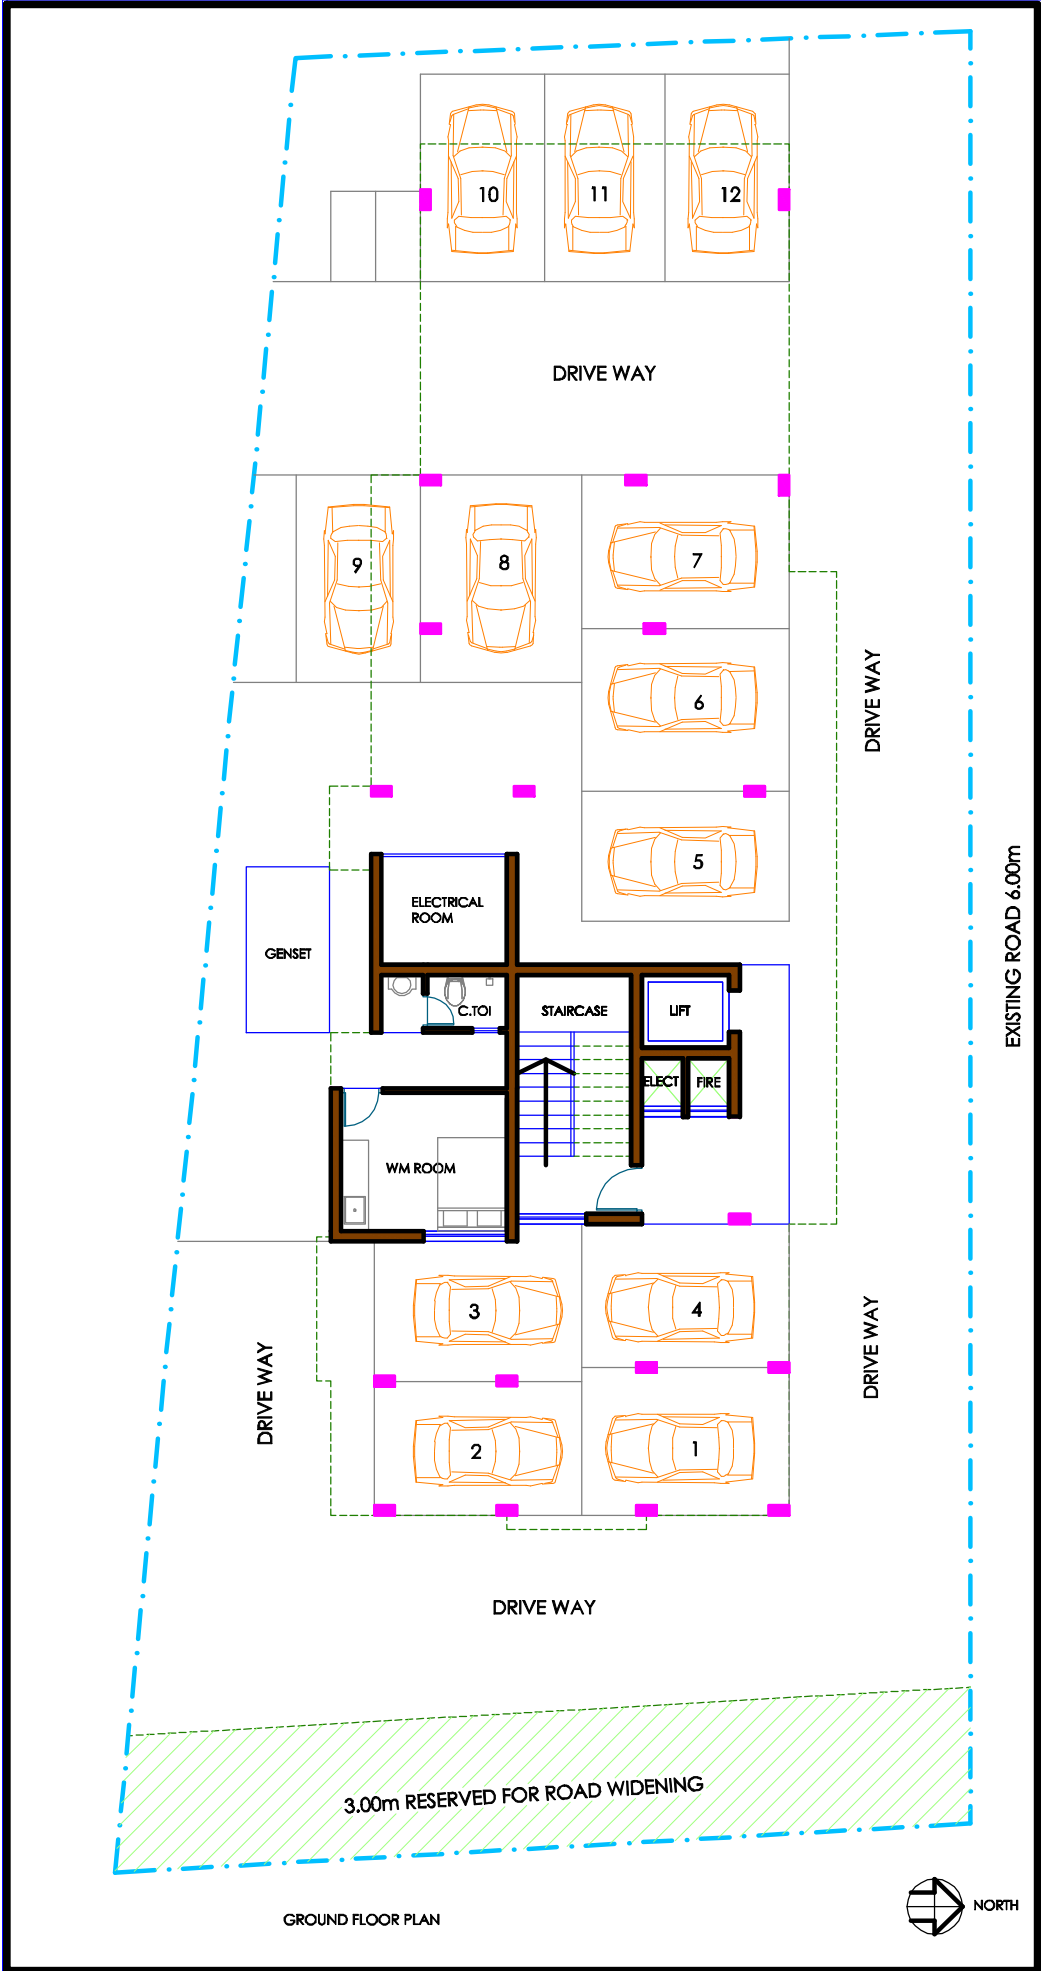 10
11
12
DRIVE WAY
9
8
7
6
DRIVE WAY
5
EXISTING ROAD 6.00m
ELECTRICAL
ROOM
GENSET
C.TOI
STAIRCASE
LIFT
ELECT
FIRE
WM ROOM
3
4
DRIVE WAY
DRIVE WAY
2
1
DRIVE WAY
3.00m RESERVED FOR ROAD WIDENING
NORTH
GROUND FLOOR PLAN